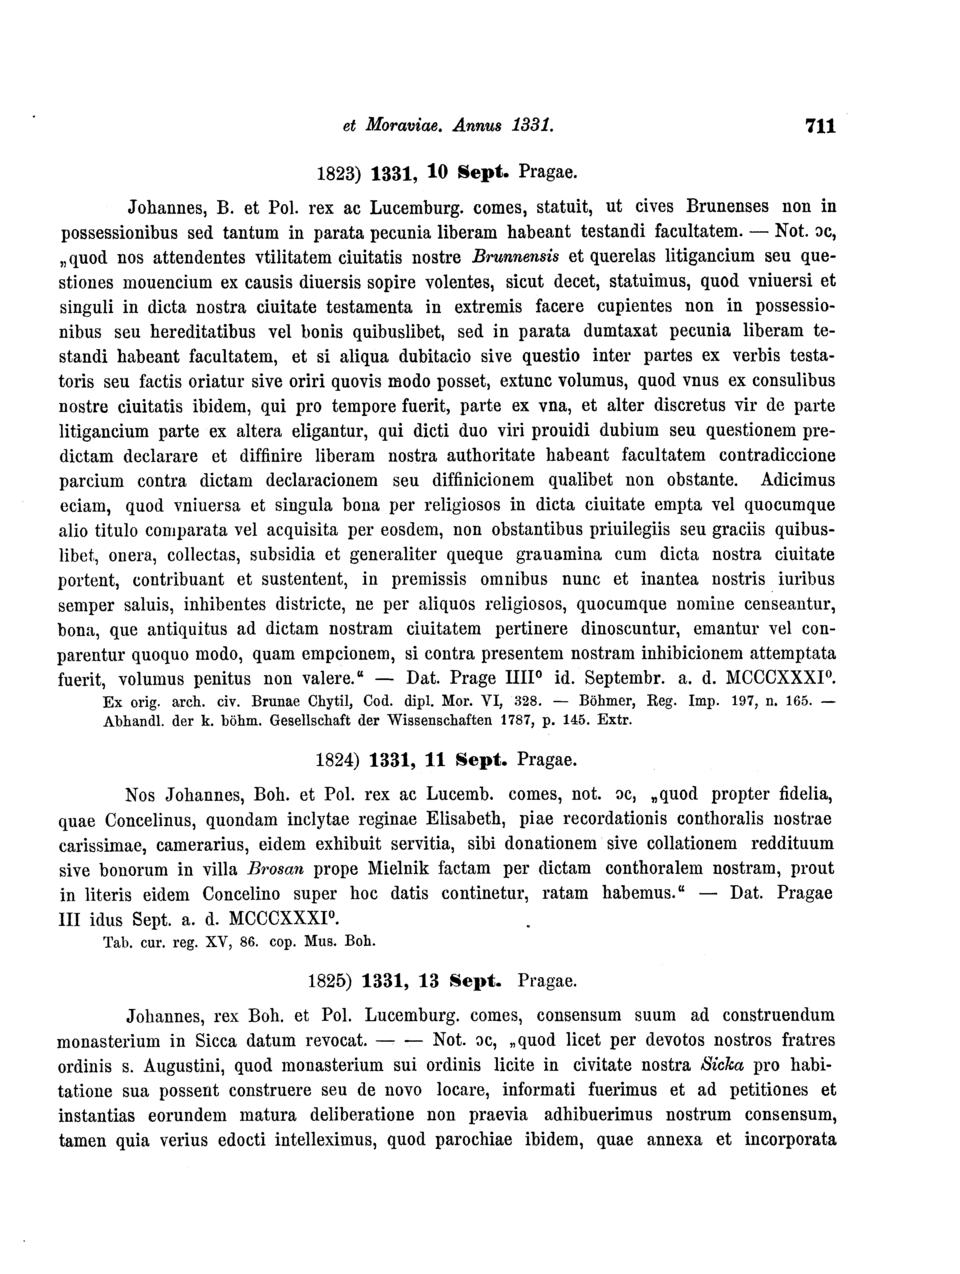 et Moraviae. Annus 1331. 711
1823) 1331, 10 Sept. Pragae.
Johannes, B. et Pol. rex ac Lucemburg. comes, statuit, ut cives Brunenses non in
possessionibus sed tantum in parata pecunia liberam habeant testandi facultatem. — Not. ɔc,
„quod nos attendentes vtilitatem ciuitatis nostre Brunnensis et querelas litigancium seu que-
stiones mouencium ex causis diuersis sopire volentes, sicut decet, statuimus, quod vniuersi et
singuli in dicta nostra ciuitate testamenta in extremis facere cupientes non in possessio-
nibus seu hereditatibus vel bonis quibuslibet, sed in parata dumtaxat pecunia liberam te-
standi habeant facultatem, et si aliqua dubitacio sive questio inter partes ex verbis testa-
toris seu factis oriatur sive oriri quovis modo posset, extunc volumus, quod vnus ex consulibus
nostre ciuitatis ibidem, qui pro tempore fuerit, parte ex vna, et alter discretus vir de parte
litigancium parte ex altera eligantur, qui dicti duo viri prouidi dubium seu questionem pre-
dictam declarare et diffinire liberam nostra authoritate habeant facultatem contradiccione
parcium contra dictam declaracionem seu diffinicionem qualibet non obstante. Adicimus
eciam, quod vniuersa et singula bona per religiosos in dicta ciuitate empta vel quocumque
alio titulo comparata vel acquisita per eosdem, non obstantibus priuilegiis seu graciis quibus-
libet, onera, collectas, subsidia et generaliter queque grauamina cum dicta nostra ciuitate
portent, contribuant et sustentent, in premissis omnibus nunc et inantea nostris iuribus
semper saluis, inhibentes districte, ne per aliquos religiosos, quocumque nomine censeantur,
bona, que antiquitus ad dictam nostram ciuitatem pertinere dinoscuntur, emantur vel con-
parentur quoquo modo, quam empcionem, si contra presentem nostram inhibicionem attemptata
fuerit, volumus penitus non valere.“ — Dat. Prage IIIIº id. Septembr. a. d. MCCCXXXIº.
Ex orig. arch. civ. Brunae Chytil, Cod. dipl. Mor. VI, 328. — Böhmer, Reg. Imp. 197, n. 165. —
Abhandl. der k. böhm. Gesellschaft der Wissenschaften 1787, p. 145. Extr.
1824) 1331, 11 Sept. Pragae.
Nos Johannes, Boh. et Pol. rex ac Lucemb. comes, not. ɔc, „quod propter fidelia,
quae Concelinus, quondam inclytae reginae Elisabeth, piae recordationis conthoralis nostrae
carissimae, camerarius, eidem exhibuit servitia, sibi donationem sive collationem reddituum
sive bonorum in villa Brosan prope Mielnik factam per dictam conthoralem nostram, prout
in literis eidem Concelino super hoc datis continetur, ratam habemus.“ — Dat. Pragae
III idus Sept. a. d. MCCCXXXIº.
Tab. cur. reg. XV, 86. cop. Mus. Boh.
1825) 1331, 13 Sept. Pragae.
Johannes, rex Boh. et Pol. Lucemburg. comes, consensum suum ad construendum
monasterium in Sicca datum revocat. — — Not. ɔc, „quod licet per devotos nostros fratres
ordinis s. Augustini, quod monasterium sui ordinis licite in civitate nostra Sicka pro habi-
tatione sua possent construere seu de novo locare, informati fuerimus et ad petitiones et
instantias eorundem matura deliberatione non praevia adhibuerimus nostrum consensum,
tamen quia verius edocti intelleximus, quod parochiae ibidem, quae annexa et incorporata